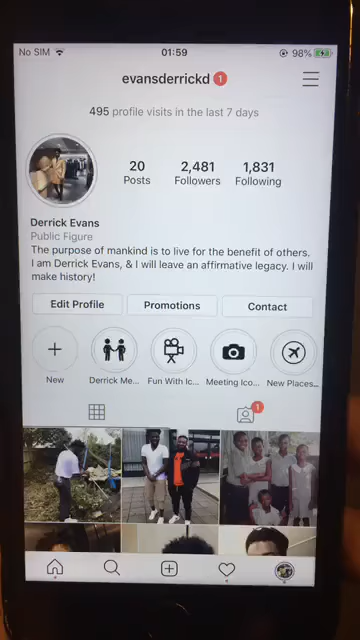 No SIM 01:59 98%
evansderrickd 1
495 profile visits in the last 7 days
20 2,481 1,831
Posts Followers Following
Derrick Evans
Public Figure
The purpose of mankind is to live for the benefit of others.
I am Derrick Evans, & I will leave an affirmative legacy. I will
make history!
Edit Profile Promotions Contact
New Derrick Me... Fun With Ic... Meeting Ico... New Places...
1